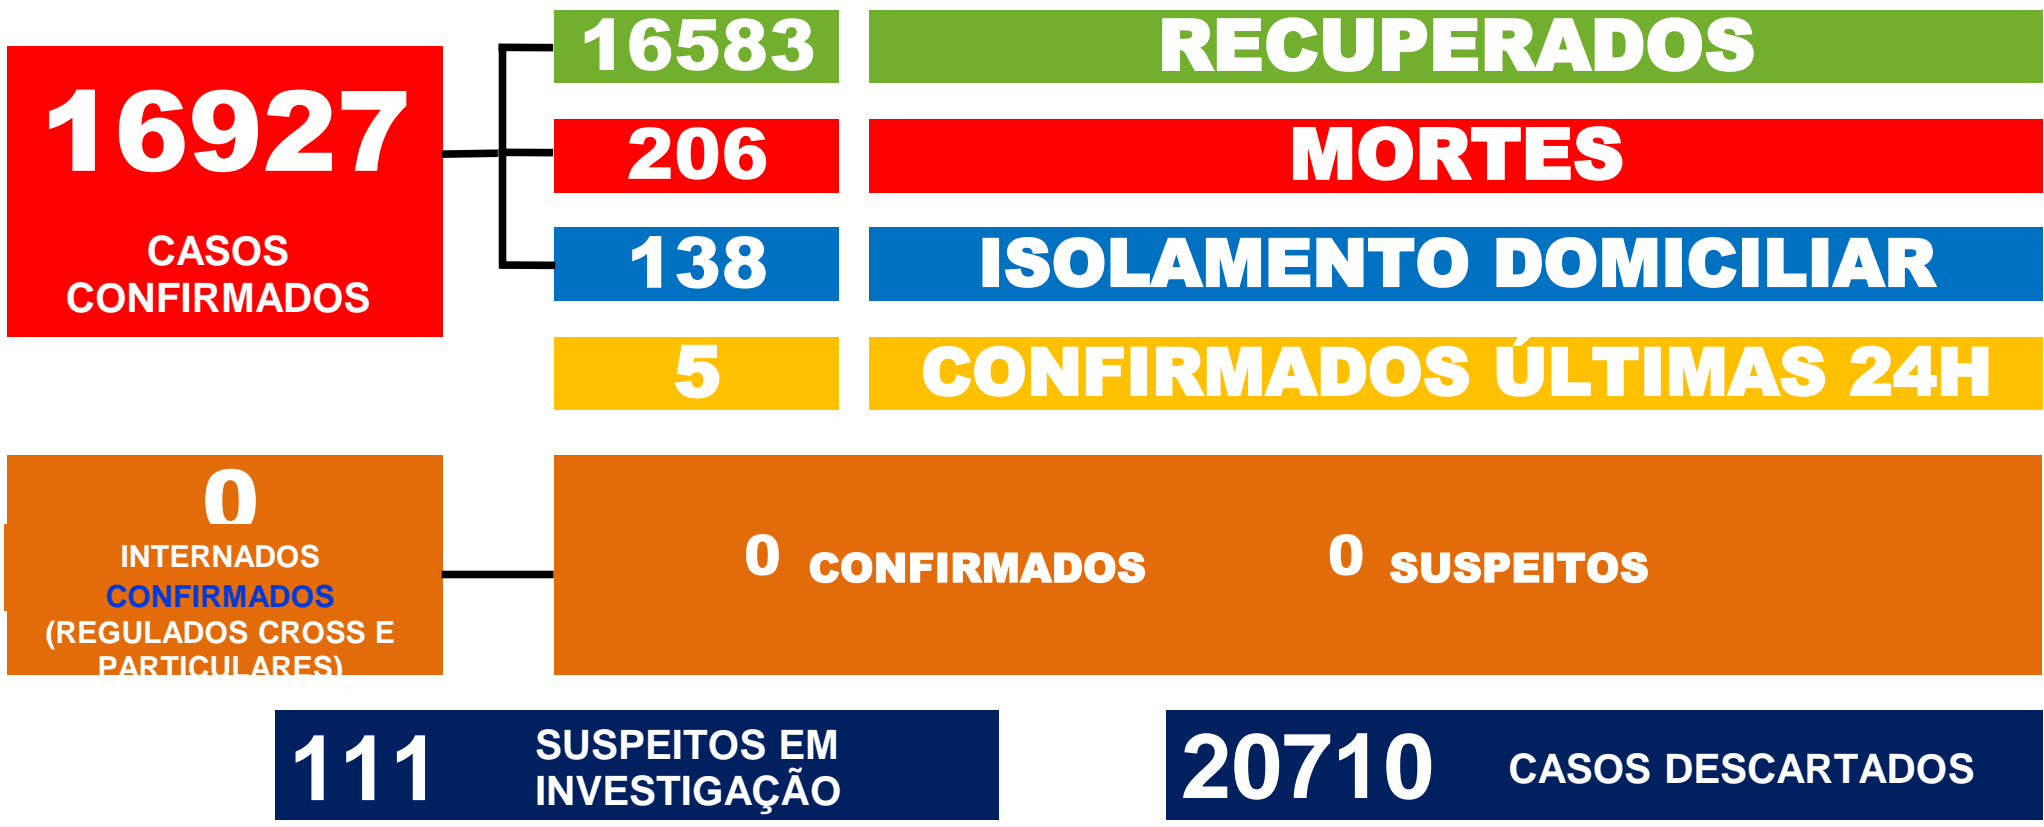 16927
CASOS
CONFIRMADOS
16583 RECUPERADOS
206 MORTES
138 ISOLAMENTO DOMICILIAR
5 CONFIRMADOS ÚLTIMAS 24H
0
INTERNADOS
CONFIRMADOS
(REGULADOS CROSS E
PARTICULARES)
0 CONFIRMADOS 0 SUSPEITOS
111 SUSPEITOS EM
INVESTIGAÇÃO
20710 CASOS DESCARTADOS